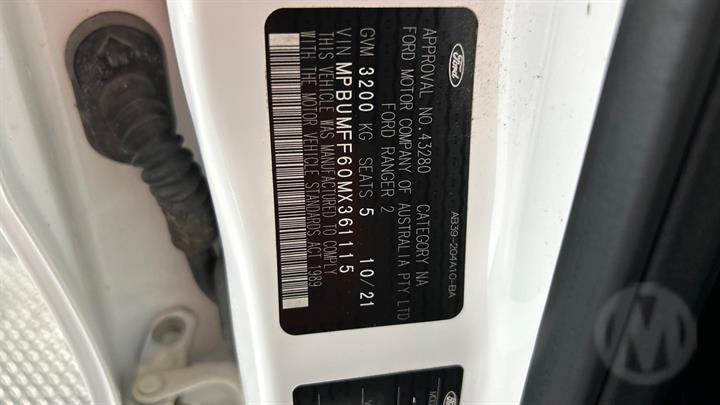 Ford
APPROVAL NO. 43280 CATEGORY NA
FORD MOTOR COMPANY OF AUSTRALIA PTY LTD
FORD RANGER 2
GVM 3200 KG SEATS 5 10/21
VIN MPBUMFF60MX361115
THIS VEHICLE WAS MANUFACTURED TO COMPLY
WITH THE MOTOR VEHICLE STANDARDS ACT 1989
AB39-204A10-BA
Ford
M